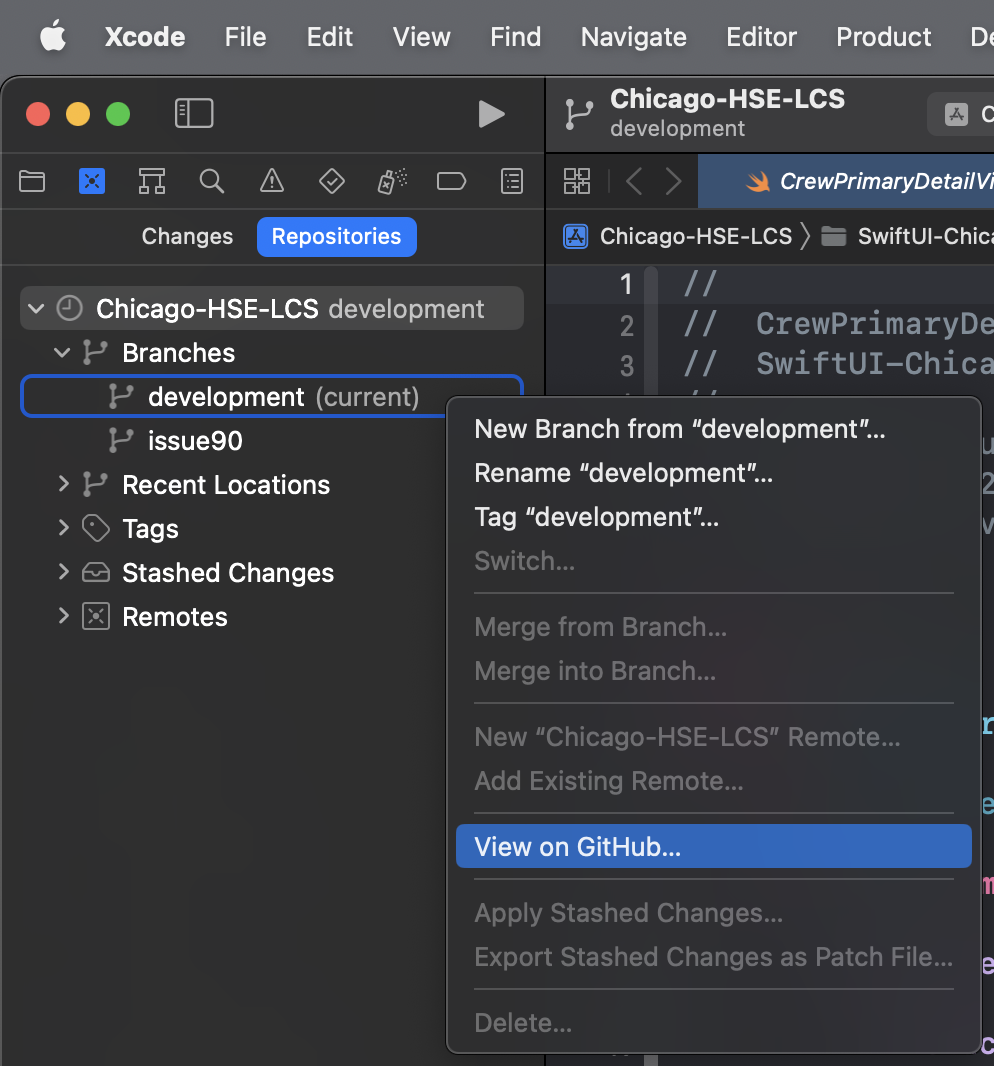 Xcode File Edit View Find Navigate Editor Product
Chicago-HSE-LCS
development
CrewPrimaryDetailVi
Changes Repositories
Chicago-HSE-LCS SwiftUI-Chica
Chicago-HSE-LCS development
Branches
development (current)
issue90
Recent Locations
Tags
Stashed Changes
Remotes
1 //
2 // CrewPrimaryDe
3 // SwiftUI-Chica
//
New Branch from “development”...
Rename “development”...
Tag “development”...
Switch...
Merge from Branch...
Merge into Branch...
New “Chicago-HSE-LCS” Remote...
Add Existing Remote...
View on GitHub...
Apply Stashed Changes...
Export Stashed Changes as Patch File...
Delete...